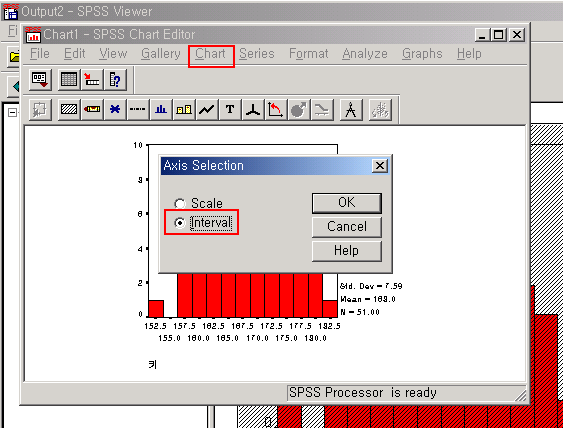 Output2 - SPSS Viewer
Chart1 - SPSS Chart Editor
File Edit View Gallery Chart Series Format Analyze Graphs Help
T
10
Axis Selection
8
Scale
OK
6
Interval
Cancel
4
Help
2
Std. Dev = 7.59
Mean = 169.0
0
N = 51.00
152.5 157.5 162.5 167.5 172.5 177.5 182.5
155.0 160.0 165.0 170.0 175.0 180.0
키
SPSS Processor is ready
0